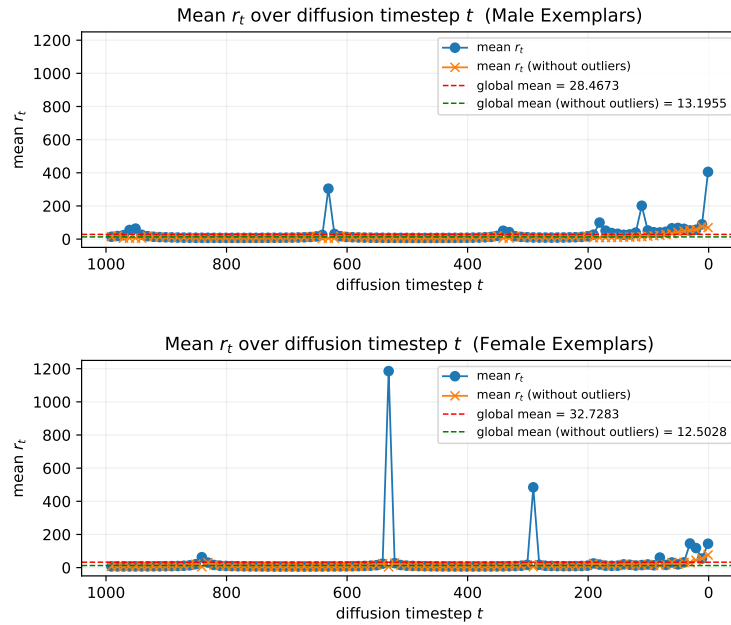 Mean r_t over diffusion timestep t (Male Exemplars)
1200
1000
800
600
400
200
0
mean r_t
mean r_t
mean r_t (without outliers)
global mean = 28.4673
global mean (without outliers) = 13.1955
1000 800 600 400 200 0
diffusion timestep t
Mean r_t over diffusion timestep t (Female Exemplars)
1200
1000
800
600
400
200
0
mean r_t
mean r_t
mean r_t (without outliers)
global mean = 32.7283
global mean (without outliers) = 12.5028
1000 800 600 400 200 0
diffusion timestep t